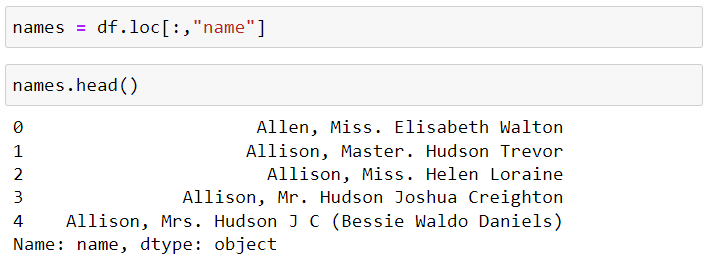 names = df.loc[:,"name"]
names.head()
0 Allen, Miss. Elisabeth Walton
1 Allison, Master. Hudson Trevor
2 Allison, Miss. Helen Loraine
3 Allison, Mr. Hudson Joshua Creighton
4 Allison, Mrs. Hudson J C (Bessie Waldo Daniels)
Name: name, dtype: object